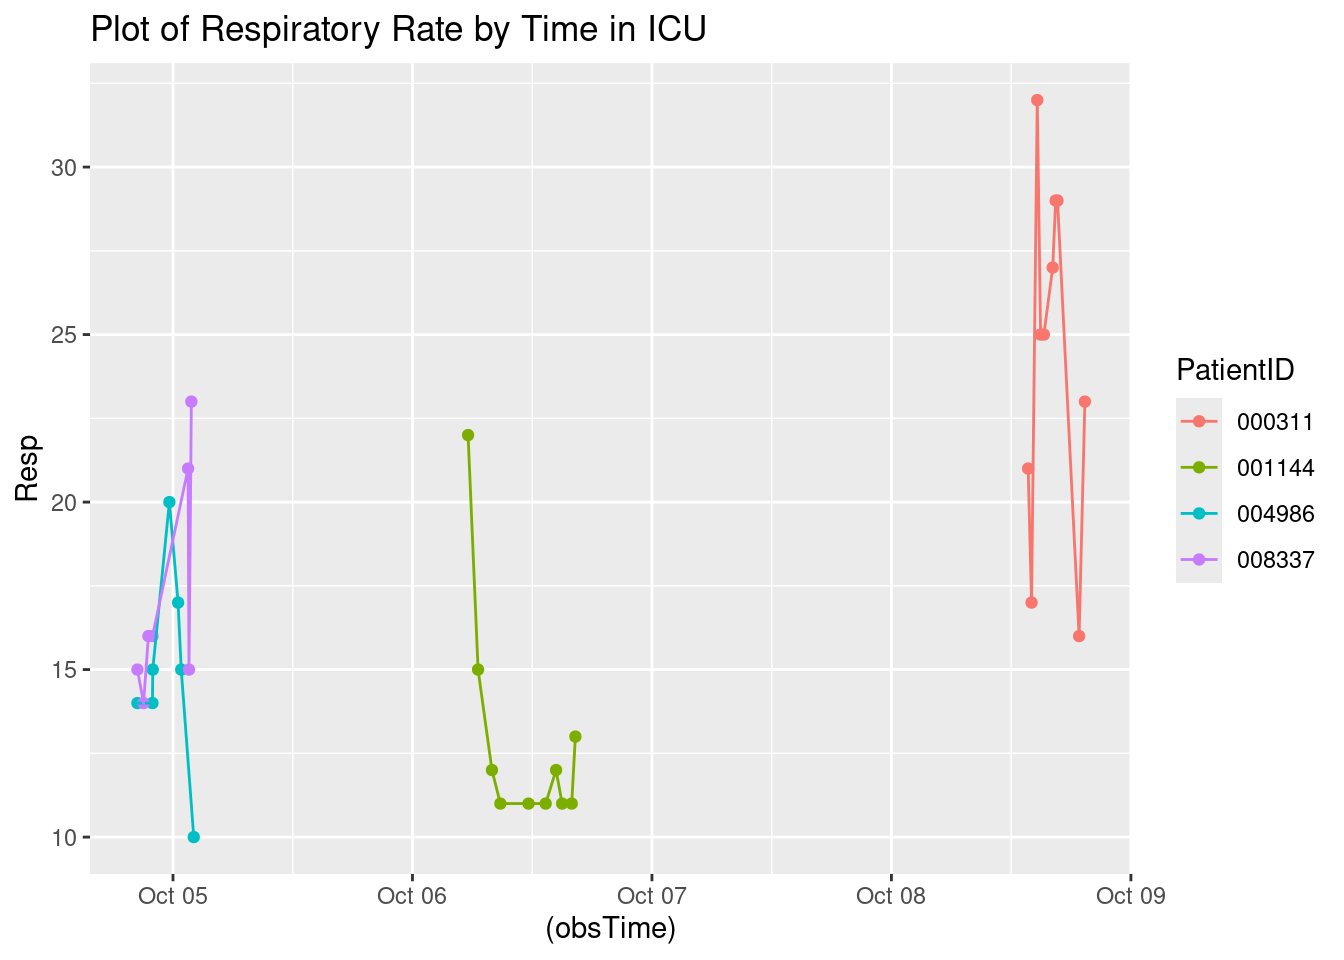 Plot of Respiratory Rate by Time in ICU
30
25
20
15
10
Resp
Oct 05 Oct 06 Oct 07 Oct 08 Oct 09
(obsTime)
PatientID
000311
001144
004986
008337